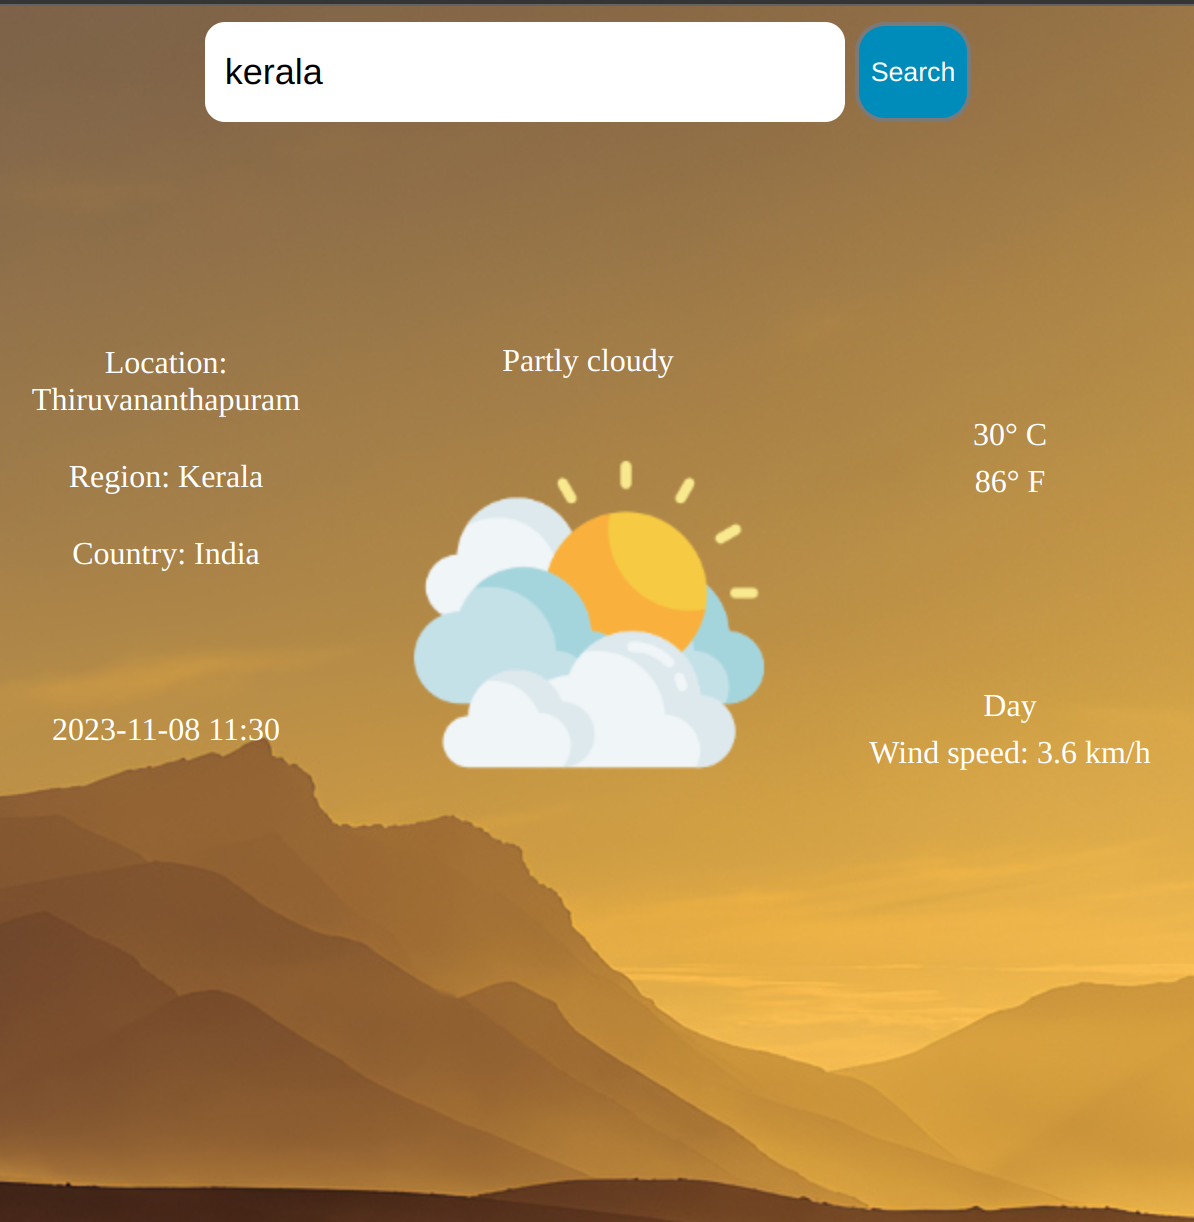 kerala
Search
Location:
Thiruvananthapuram
Region: Kerala
Country: India
2023-11-08 11:30
Partly cloudy
30° C
86° F
Day
Wind speed: 3.6 km/h